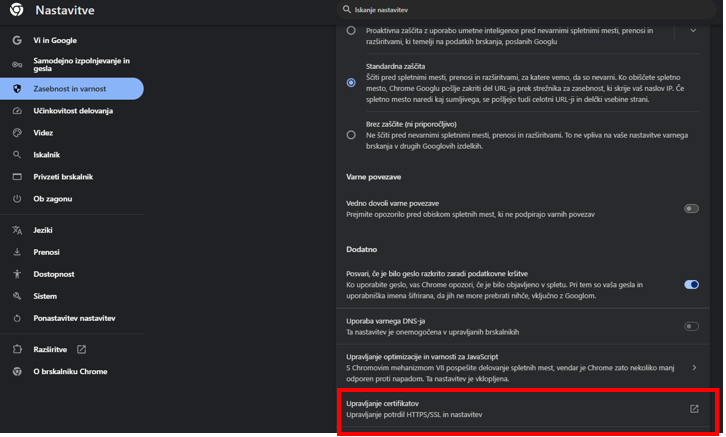 Nastavitve
Iskanje nastavitev
Vi in Google
Samodejno izpolnjevanje in
gesla
Zasebnost in varnost
Učinkovitost delovanja
Videz
Iskalnik
Privzeti brskalnik
Ob zagonu
Jeziki
Prenosi
Dostopnost
Sistem
Ponastavitev nastavitev
Razširitve
O brskalniku Chrome
Proaktivna zaščita z uporabo umetne inteligence pred nevarnimi spletnimi mesti, prenosi in
razširitvami, ki temelji na podatkih brskanja, poslanih Googlu
Standardna zaščita
Ščiti pred spletnimi mesti, prenosi in razširitvami, za katere vemo, da so nevarni. Ko obiščete spletno
mesto, Chrome Googlu pošlje zakriti del URL-ja prek strežnika za zasebnost, ki skrije vaš naslov IP. Če
spletno mesto naredi kaj sumljivega, se pošljejo tudi celotni URL-ji in delčki vsebine strani.
Brez zaščite (ni priporočljivo)
Ne ščiti pred nevarnimi spletnimi mesti, prenosi in razširitvami. To ne vpliva na vaše nastavitve varnega
brskanja v drugih Googlovih izdelkih.
Varne povezave
Vedno dovoli varne povezave
Prejmite opozorilo pred obiskom spletnih mest, ki ne podpirajo varnih povezav
Dodatno
Posvari, če je bilo geslo razkrito zaradi podatkovne kršitve
Ko uporabite geslo, vas Chrome opozori, če je bilo objavljeno v spletu. Pri tem so vaša gesla in
uporabniška imena šifrirana, da jih ne more prebrati nihče, vključno z Googlom.
Uporaba varnega DNS-ja
Ta nastavitev je onemogočena v upravljanih brskalnikih
Upravljanje optimizacije in varnosti za JavaScript
S Chromovim mehanizmom V8 pospešite delovanje spletnih mest, vendar je Chrome zato nekoliko manj
odporen proti napadom. Ta nastavitev je vklopljena.
Upravljanje certifikatov
Upravljanje potrdil HTTPS/SSL in nastavitev